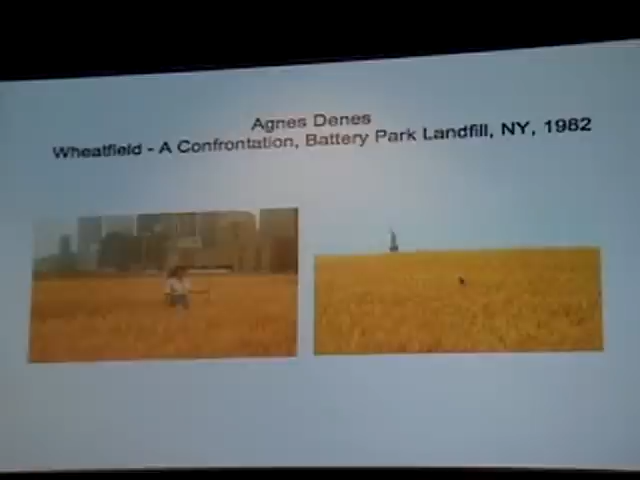 Agnes Denes
Wheatfield - A Confrontation, Battery Park Landfill, NY, 1982